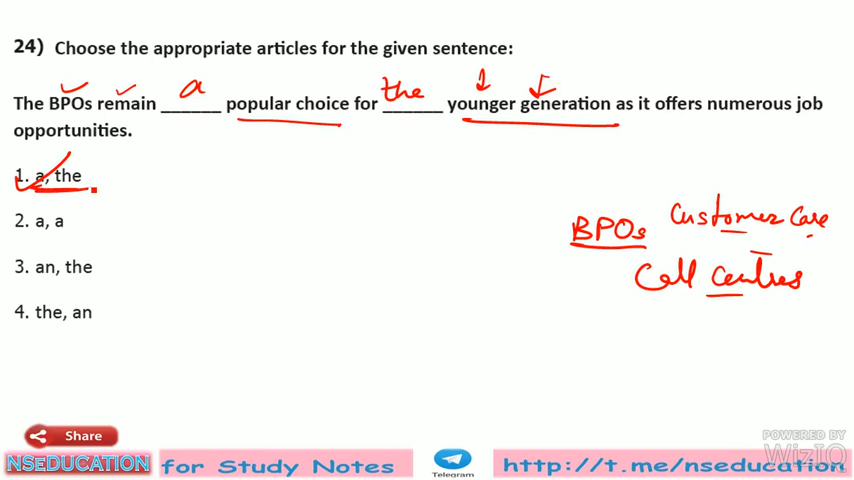 24) Choose the appropriate articles for the given sentence:
a the
The BPOs remain ______ popular choice for ______ younger generation as it offers numerous job
opportunities.
1. a, the
2. a, a
3. an, the
4. the, an
BPOs Customer Care
Call Centres
Share
NSEDUCATION for Study Notes Telegram http://t.me/nseducation
POWERED BY
WizIQ